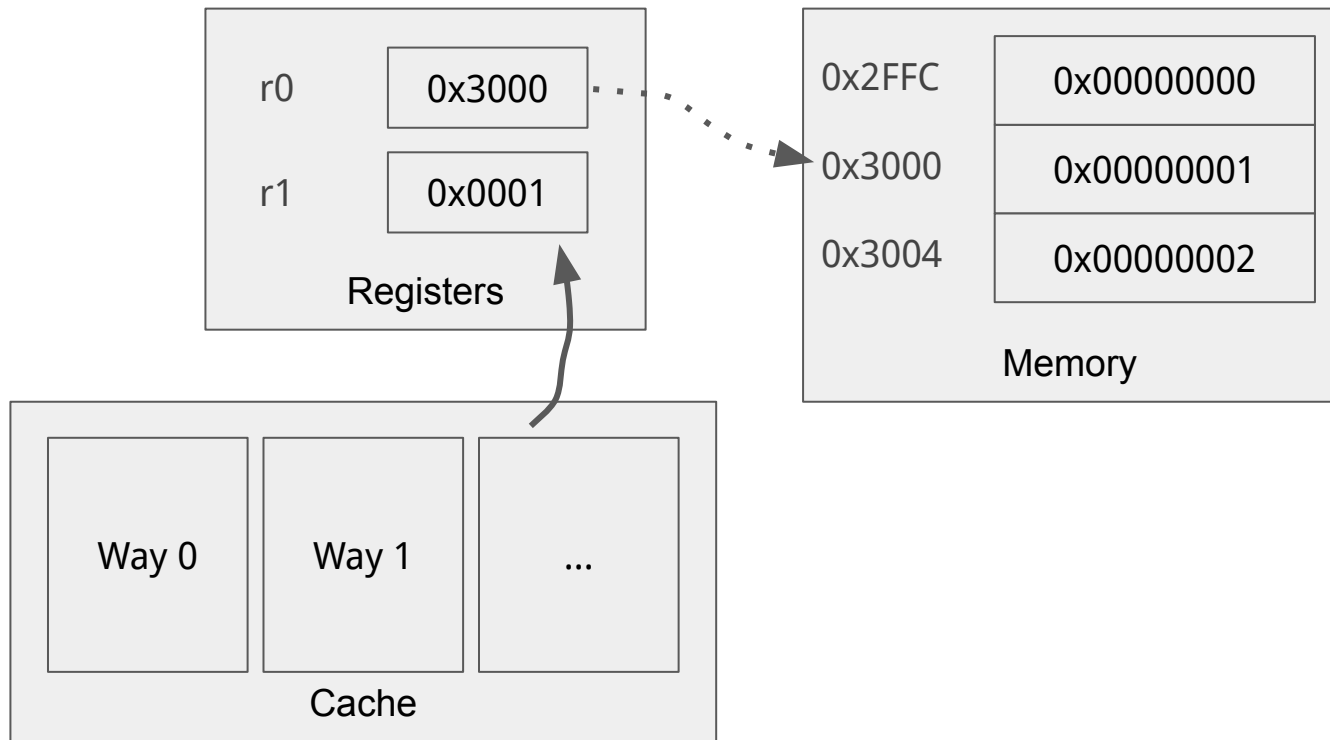 r0 0x3000
r1 0x0001
Registers
0x2FFC 0x00000000
0x3000 0x00000001
0x3004 0x00000002
Memory
Way 0 Way 1 ...
Cache